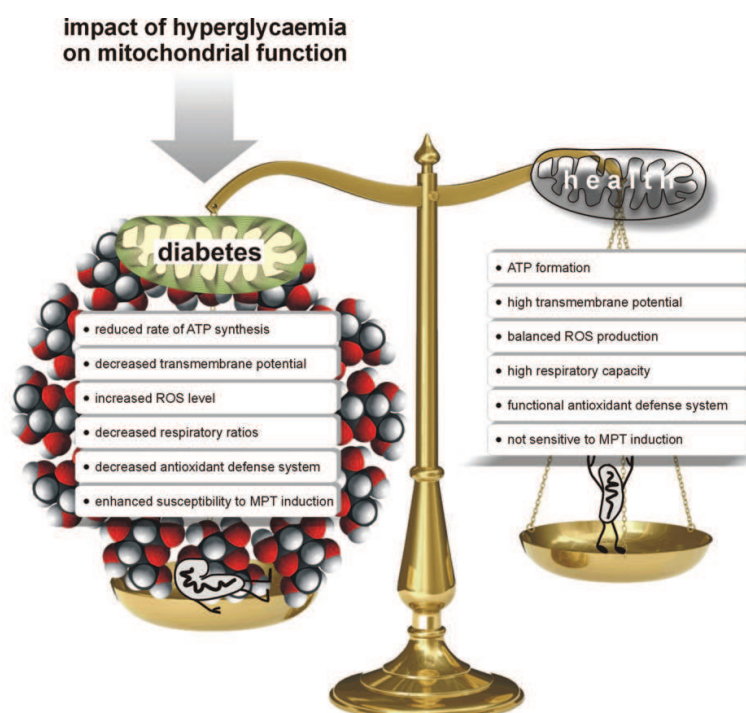 impact of hyperglycaemia
on mitochondrial function
diabetes
• reduced rate of ATP synthesis
• decreased transmembrane potential
• increased ROS level
• decreased respiratory ratios
• decreased antioxidant defense system
• enhanced susceptibility to MPT induction
health
• ATP formation
• high transmembrane potential
• balanced ROS production
• high respiratory capacity
• functional antioxidant defense system
• not sensitive to MPT induction